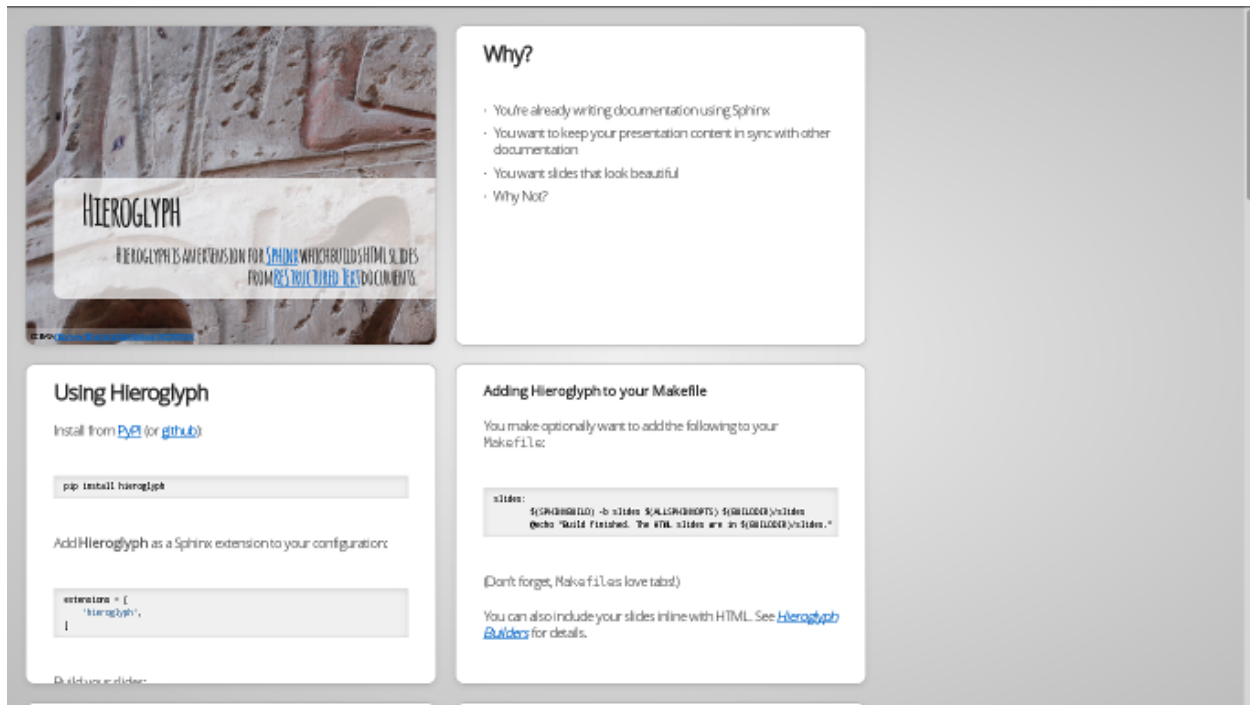 HIEROGLYPH
HIEROGLYPH IS AN EXTENSION FOR SPHINX WHICH BUILDS HTML SLIDES
FROM RESTRUCTURED TEXT DOCUMENTS.
Why?
· You're already writing documentation using Sphinx
· You want to keep your presentation content in sync with other
documentation
· You want slides that look beautiful
· Why Not?
Using Hieroglyph
Install from PyPI (or github):
pip install hieroglyph
Add Hieroglyph as a Sphinx extension to your configuration:
extensions = [
'hieroglyph',
]
Build your slides:
Adding Hieroglyph to your Makefile
You make optionally want to add the following to your
Makefile:
slides:
$(SPHINXBUILD) -b slides $(ALLSPHINXOPTS) $(BUILDDIR)/slides
@echo "Build finished. The HTML slides are in $(BUILDDIR)/slides."
(Don't forget, Makefiles love tabs!)
You can also include your slides inline with HTML. See Hieroglyph
Builders for details.